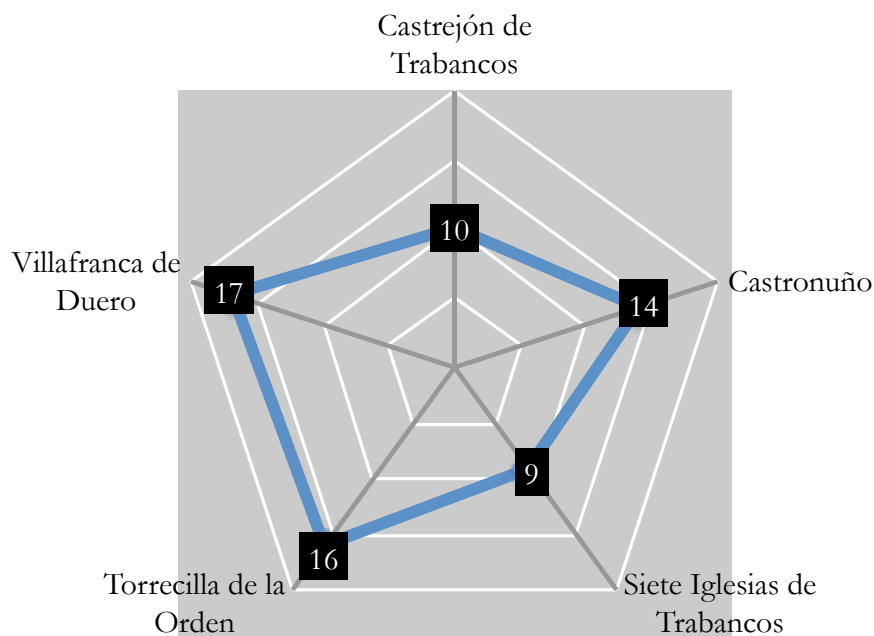 Castrejón de
Trabancos
10
Villafranca de
Duero
17
14
Castronuño
9
16
Torrecilla de la
Orden
Siete Iglesias de
Trabancos